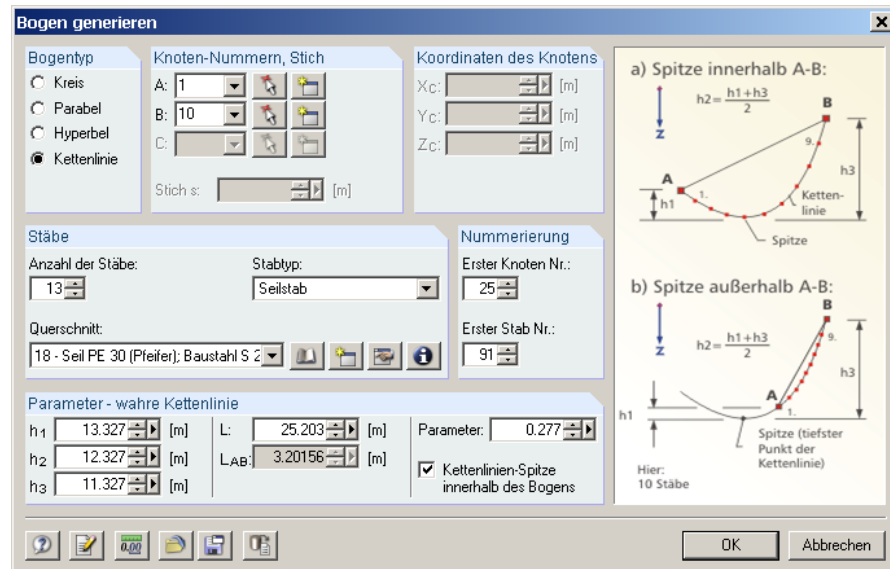 Bogen generieren
Bogentyp
Kreis
Parabel
Hyperbel
Kettenlinie
Knoten-Nummern, Stich
A: 1
B: 10
C:
Stich s: [m]
Koordinaten des Knotens
XC: [m]
YC: [m]
ZC: [m]
Stäbe
Anzahl der Stäbe:
13
Stabtyp:
Seilstab
Querschnitt:
18 - Seil PE 30 (Pfeifer); Baustahl S 2
Nummerierung
Erster Knoten Nr.:
25
Erster Stab Nr.:
91
Parameter - wahre Kettenlinie
h1 13.327 [m]
h2 12.327 [m]
h3 11.327 [m]
L: 25.203 [m]
LAB: 3.20156 [m]
Parameter: 0.277
Kettenlinien-Spitze
innerhalb des Bogens
a) Spitze innerhalb A-B:
h2= h1+h3
2
z
B
9.
h3
A
1.
h1
Ketten-
linie
Spitze
b) Spitze außerhalb A-B:
B
z
h2= h1+h3
2
9.
h3
A
1.
h1
Spitze (tiefster
Punkt der
Kettenlinie)
Hier:
10 Stäbe
0.00
OK
Abbrechen